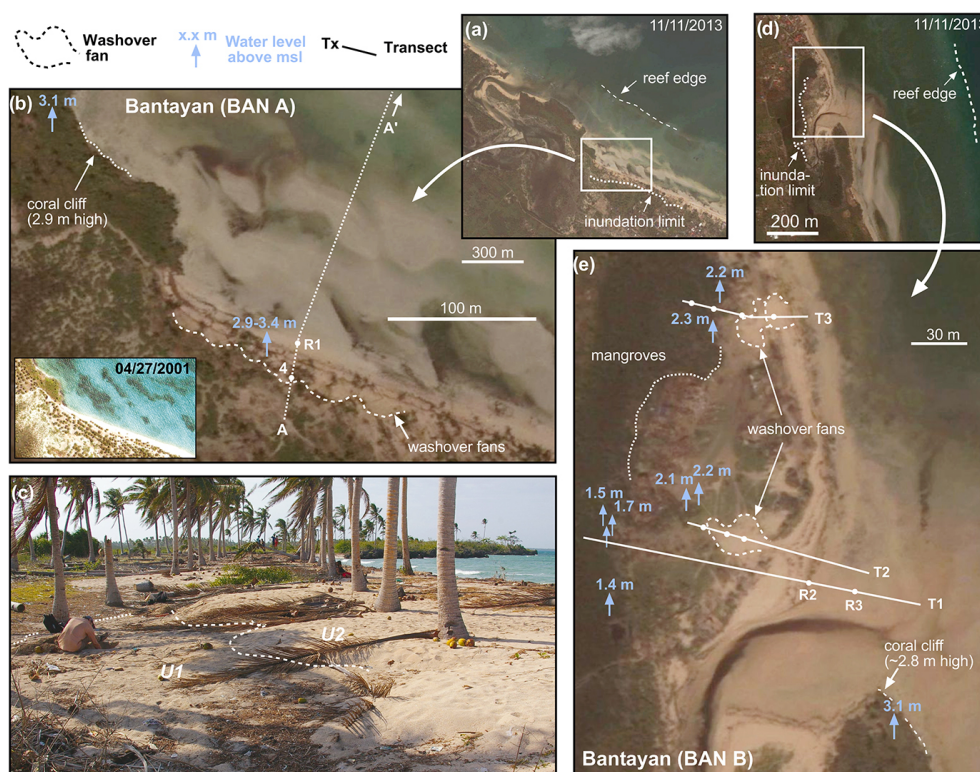 Washover
fan
x.x m
Water level
above msl
Tx
Transect
(a)
11/11/2013
reef edge
inundation limit
300 m
(d)
11/11/2013
reef edge
inunda-
tion limit
200 m
(b)
3.1 m
Bantayan (BAN A)
A'
coral cliff
(2.9 m high)
100 m
2.9-3.4 m
R1
4
A
washover fans
04/27/2001
(c)
U1
U2
(e)
2.2 m
2.3 m
T3
30 m
mangroves
washover fans
2.1 m
2.2 m
1.5 m
1.7 m
T2
1.4 m
R2
R3
T1
coral cliff
(~2.8 m high)
3.1 m
Bantayan (BAN B)